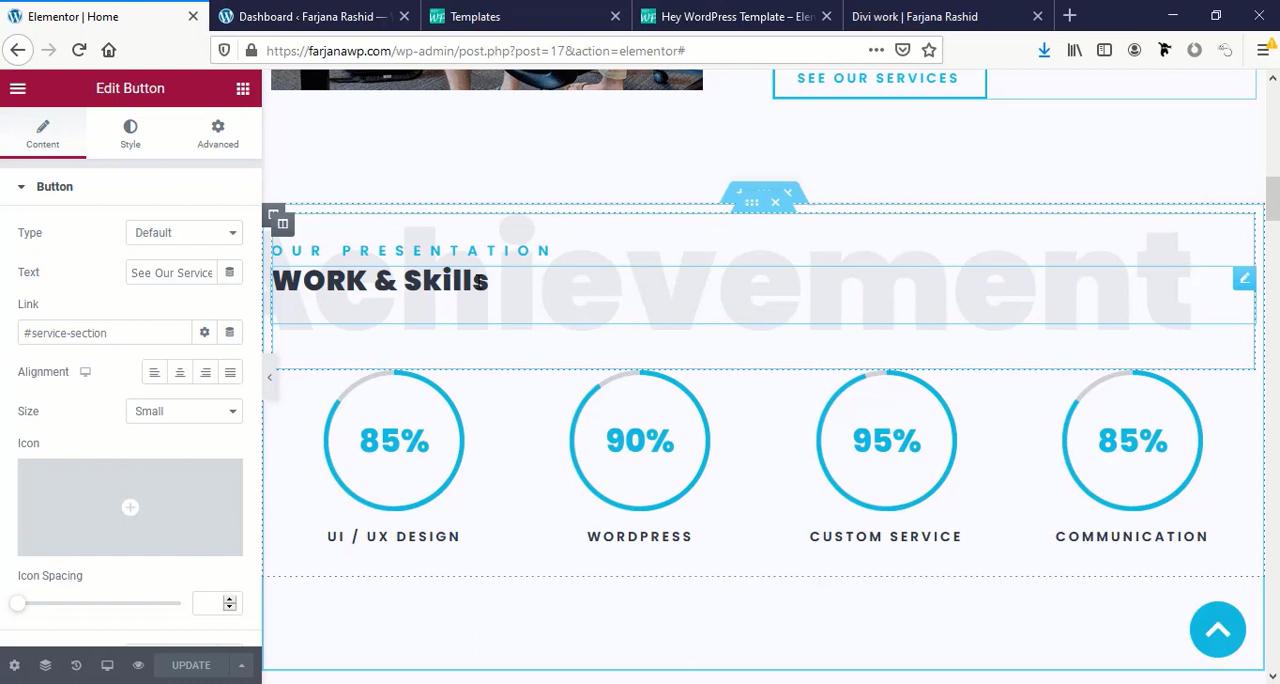 Elementor | Home
Dashboard ‹ Farjana Rashid —
Templates
Hey WordPress Template – Elen
Divi work | Farjana Rashid
https://farjanawp.com/wp-admin/post.php?post=17&action=elementor#
Edit Button
Content
Style
Advanced
Button
Type
Default
Text
See Our Service
Link
#service-section
Alignment
Size
Small
Icon
Icon Spacing
UPDATE
SEE OUR SERVICES
Achievement
OUR PRESENTATION
WORK & Skills
85%
90%
95%
85%
UI / UX DESIGN
WORDPRESS
CUSTOM SERVICE
COMMUNICATION